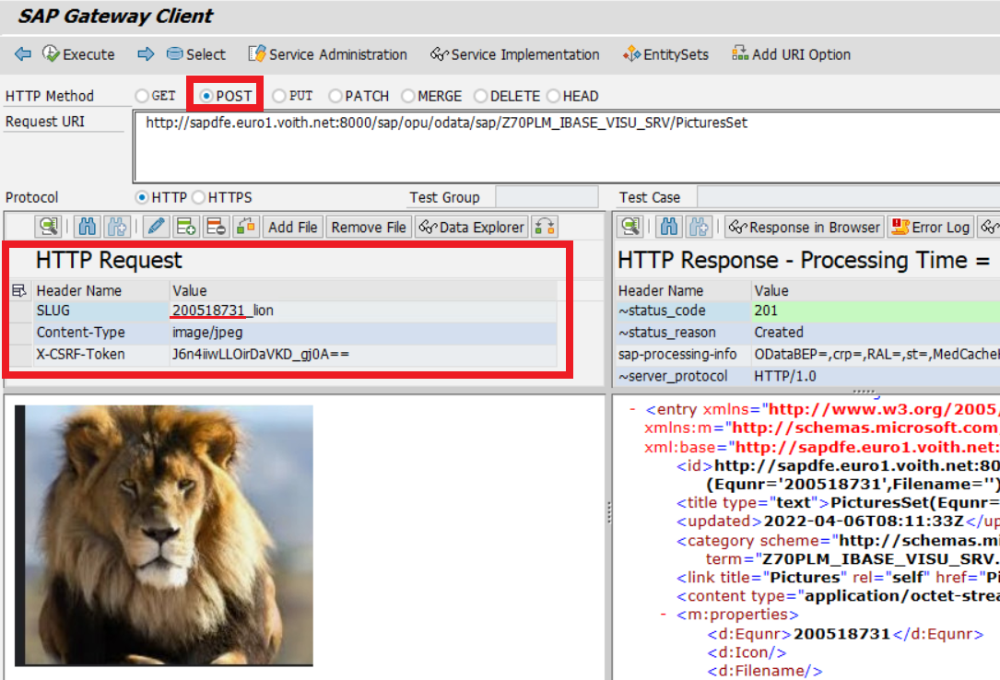 SAP Gateway Client
Execute Select Service Administration Service Implementation EntitySets Add URI Option
HTTP Method GET POST PUT PATCH MERGE DELETE HEAD
Request URI http://sapdfe.euro1.voith.net:8000/sap/opu/odata/sap/Z70PLM_IBASE_VISU_SRV/PicturesSet
Protocol HTTP HTTPS Test Group Test Case
Add File Remove File Data Explorer Response in Browser Error Log
HTTP Request
Header Name Value
SLUG 200518731_lion
Content-Type image/jpeg
X-CSRF-Token J6n4iiwLLOirDaVKD_gj0A==
HTTP Response - Processing Time =
Header Name Value
~status_code 201
~status_reason Created
sap-processing-info ODataBEP=,crp=,RAL=,st=,MedCacheH
~server_protocol HTTP/1.0
- <entry xmlns="http://www.w3.org/2005/
xmlns:m="http://schemas.microsoft.com
xml:base="http://sapdfe.euro1.voith.net:
<id>http://sapdfe.euro1.voith.net:80
(Equnr='200518731',Filename='')
<title type="text">PicturesSet(Equnr=
<updated>2022-04-06T08:11:33Z</up
<category scheme="http://schemas.mi
term="Z70PLM_IBASE_VISU_SRV.
<link title="Pictures" rel="self" href="Pi
<content type="application/octet-strea
- <m:properties>
<d:Equnr>200518731</d:Equnr>
<d:Icon/>
<d:Filename/>